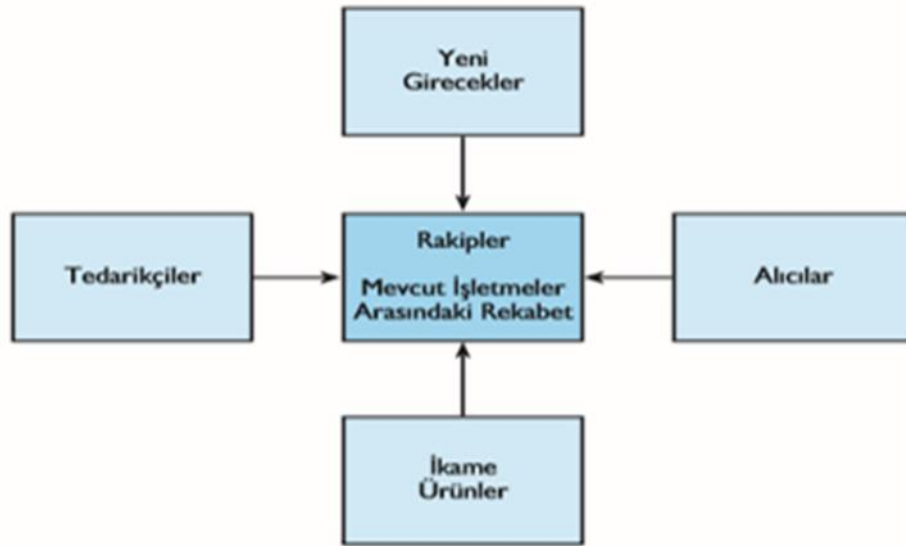 Yeni
Girecekler
Tedarikçiler
Rakipler
Mevcut İşletmeler
Arasındaki Rekabet
Alıcılar
İkame
Ürünler